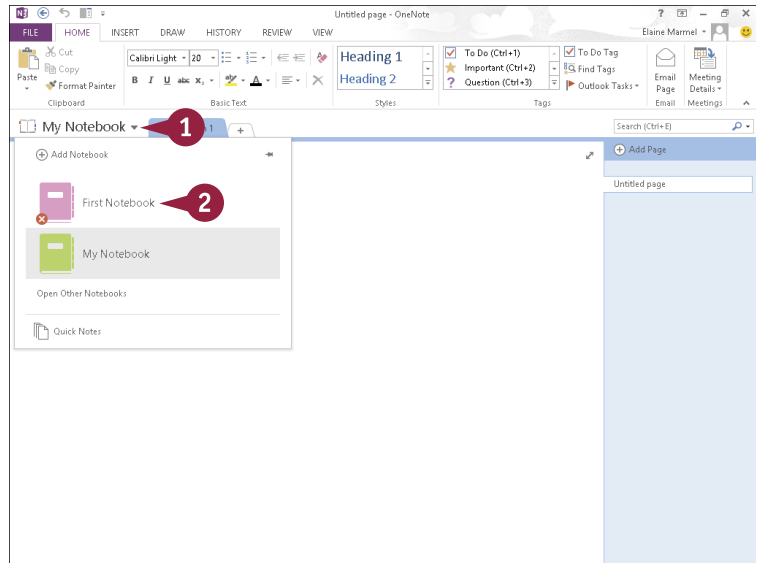 Untitled page - OneNote
? 
FILE HOME INSERT DRAW HISTORY REVIEW VIEW Elaine Marmel
Paste
Cut
Copy
Format Painter
Clipboard
Calibri Light 20
B I U abc X, A
Basic Text
Heading 1
Heading 2
Styles
To Do (Ctrl+1)
Important (Ctrl+2)
? Question (Ctrl+3)
To Do Tag
Find Tags
Outlook Tasks
Tags
Email
Page
Email
Meeting
Details
Meetings
My Notebook 1 1 +
Search (Ctrl+E)
Add Notebook
First Notebook 2
My Notebook
Open Other Notebooks
Quick Notes
Add Page
Untitled page